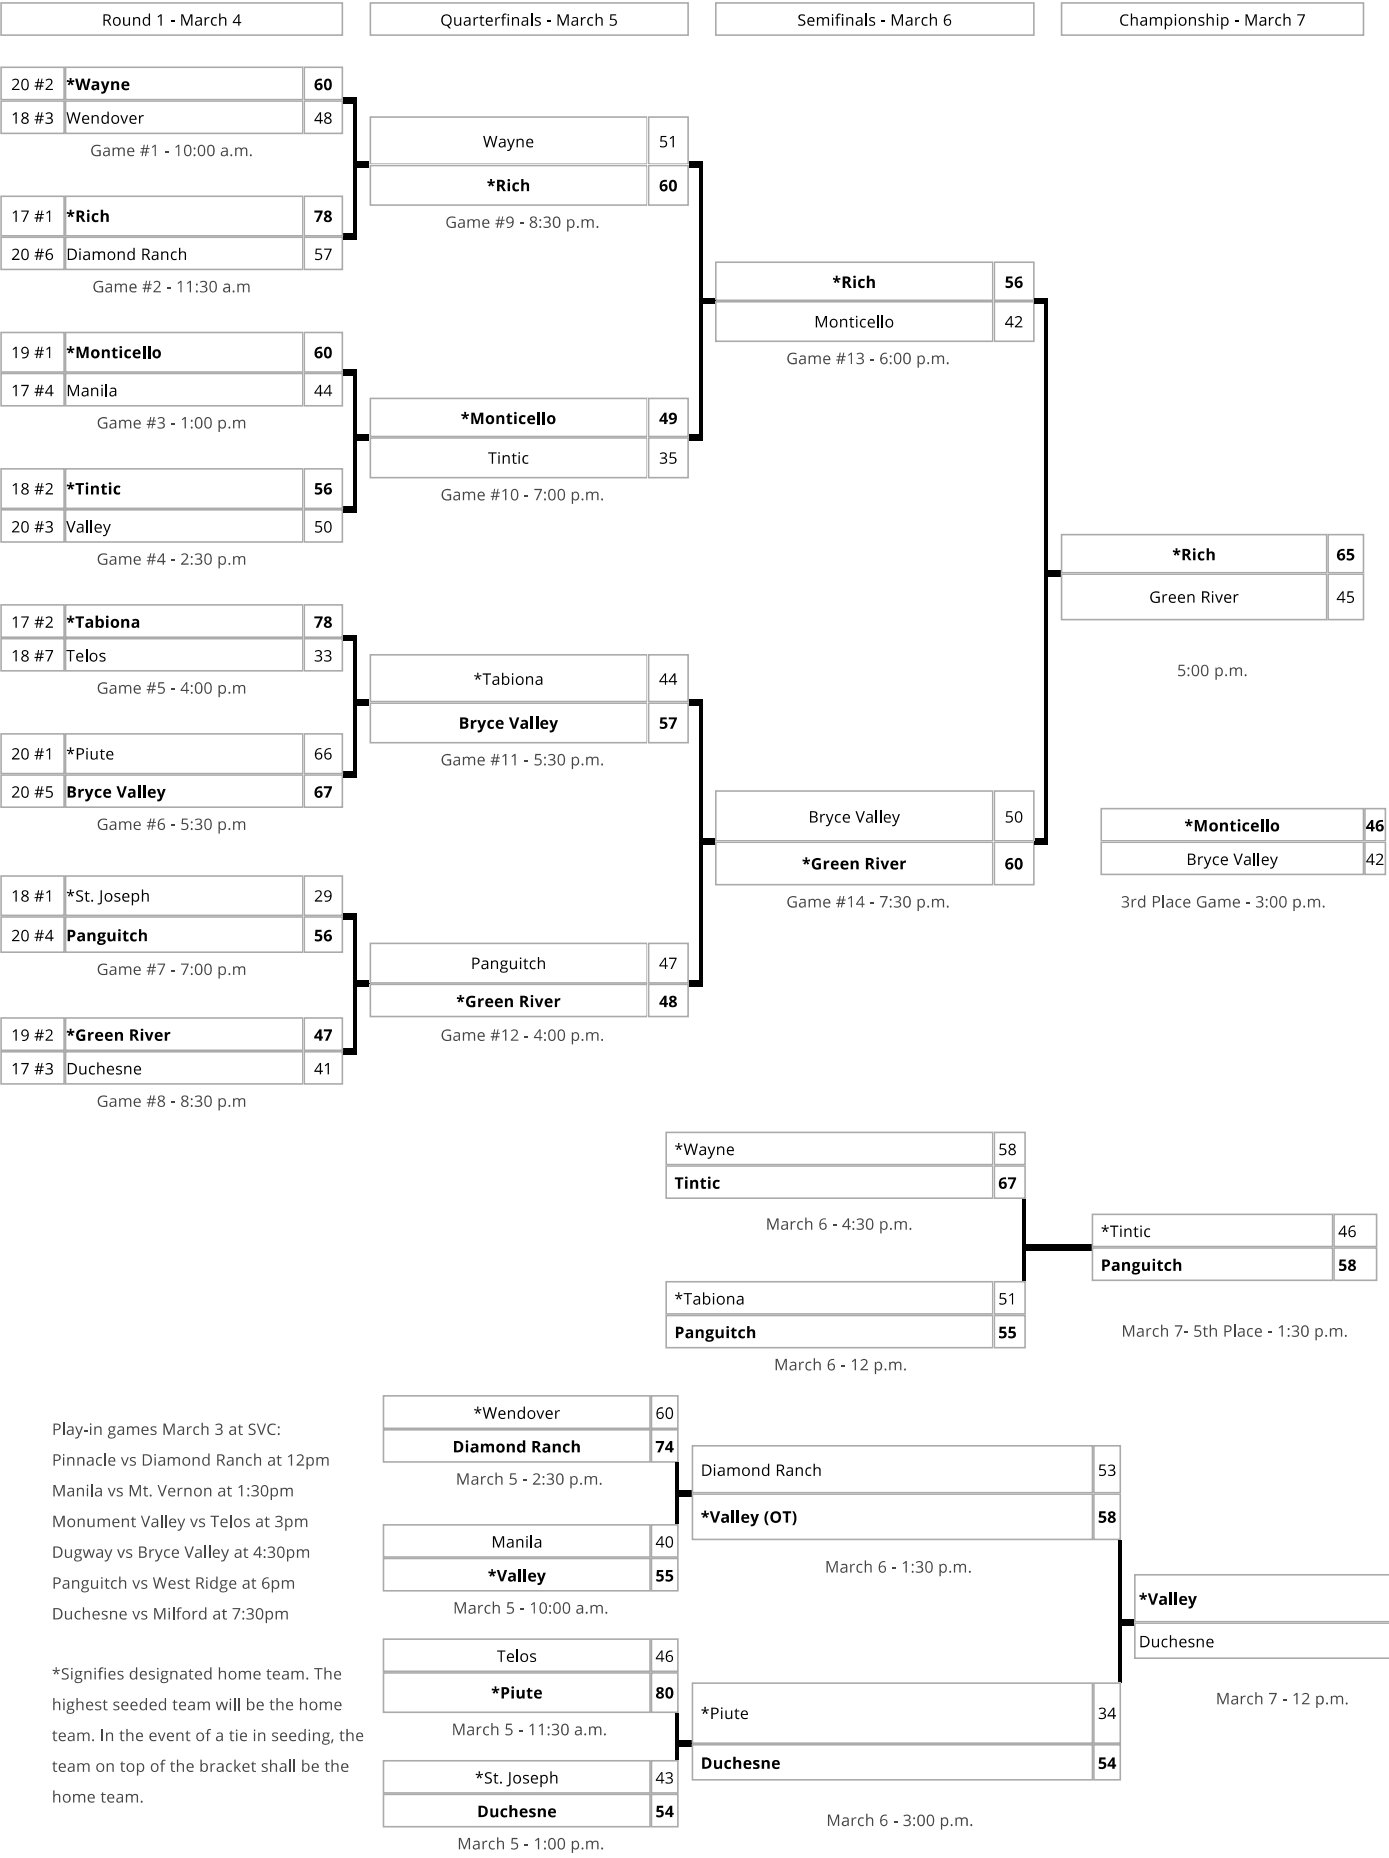 Round 1 - March 4
Quarterfinals - March 5
Semifinals - March 6
Championship - March 7
20 #2 *Wayne 60
18 #3 Wendover 48
Game #1 - 10:00 a.m.
17 #1 *Rich 78
20 #6 Diamond Ranch 57
Game #2 - 11:30 a.m
19 #1 *Monticello 60
17 #4 Manila 44
Game #3 - 1:00 p.m
18 #2 *Tintic 56
20 #3 Valley 50
Game #4 - 2:30 p.m
17 #2 *Tabiona 78
18 #7 Telos 33
Game #5 - 4:00 p.m
20 #1 *Piute 66
20 #5 Bryce Valley 67
Game #6 - 5:30 p.m
18 #1 *St. Joseph 29
20 #4 Panguitch 56
Game #7 - 7:00 p.m
19 #2 *Green River 47
17 #3 Duchesne 41
Game #8 - 8:30 p.m
Wayne 51
*Rich 60
Game #9 - 8:30 p.m.
*Monticello 49
Tintic 35
Game #10 - 7:00 p.m.
*Tabiona 44
Bryce Valley 57
Game #11 - 5:30 p.m.
Panguitch 47
*Green River 48
Game #12 - 4:00 p.m.
*Rich 56
Monticello 42
Game #13 - 6:00 p.m.
Bryce Valley 50
*Green River 60
Game #14 - 7:30 p.m.
*Rich 65
Green River 45
5:00 p.m.
*Monticello 46
Bryce Valley 42
3rd Place Game - 3:00 p.m.
*Wayne 58
Tintic 67
March 6 - 4:30 p.m.
*Tabiona 51
Panguitch 55
March 6 - 12 p.m.
*Tintic 46
Panguitch 58
March 7- 5th Place - 1:30 p.m.
Play-in games March 3 at SVC:
Pinnacle vs Diamond Ranch at 12pm
Manila vs Mt. Vernon at 1:30pm
Monument Valley vs Telos at 3pm
Dugway vs Bryce Valley at 4:30pm
Panguitch vs West Ridge at 6pm
Duchesne vs Milford at 7:30pm
*Signifies designated home team. The
highest seeded team will be the home
team. In the event of a tie in seeding, the
team on top of the bracket shall be the
home team.
*Wendover 60
Diamond Ranch 74
March 5 - 2:30 p.m.
Manila 40
*Valley 55
March 5 - 10:00 a.m.
Telos 46
*Piute 80
March 5 - 11:30 a.m.
*St. Joseph 43
Duchesne 54
March 5 - 1:00 p.m.
Diamond Ranch 53
*Valley (OT) 58
March 6 - 1:30 p.m.
*Piute 34
Duchesne 54
March 6 - 3:00 p.m.
*Valley
Duchesne
March 7 - 12 p.m.